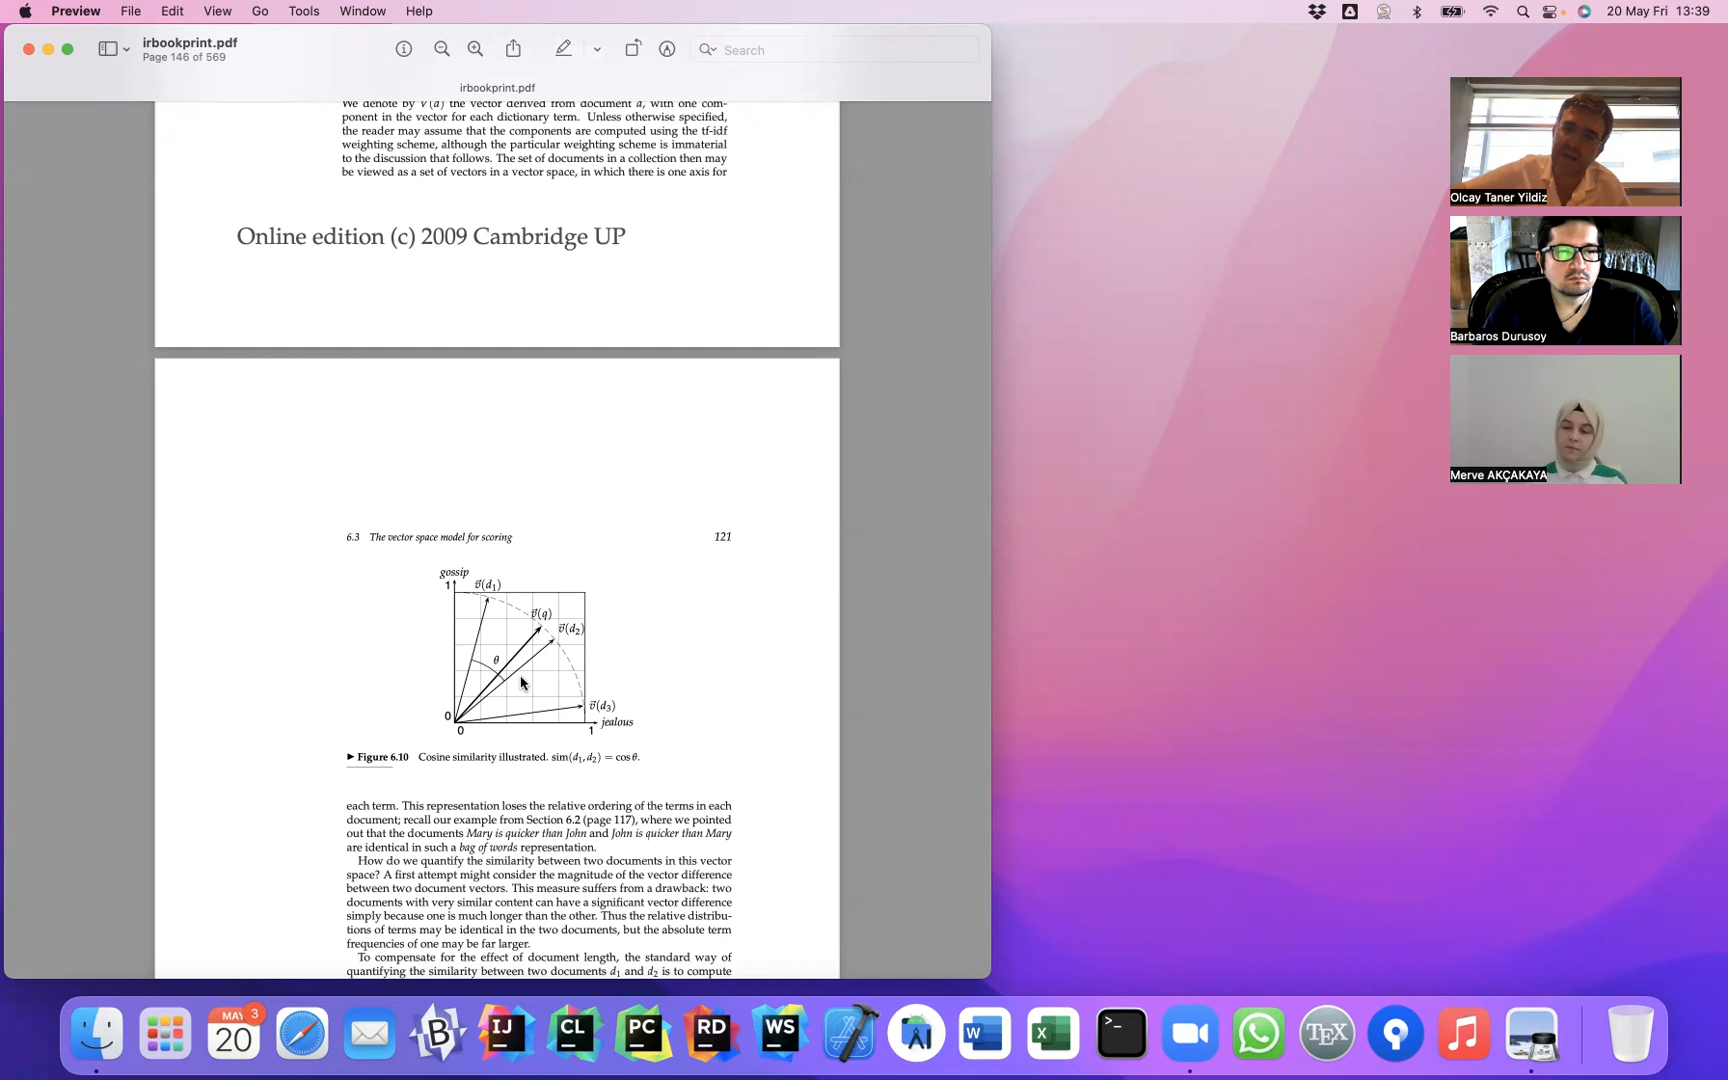 Preview File Edit View Go Tools Window Help
20 May Fri 13:39
irbookprint.pdf
Page 146 of 569
Search
irbookprint.pdf
We denote by V⃗(d) the vector derived from document d, with one com-
ponent in the vector for each dictionary term. Unless otherwise specified,
the reader may assume that the components are computed using the tf-idf
weighting scheme, although the particular weighting scheme is immaterial
to the discussion that follows. The set of documents in a collection then may
be viewed as a set of vectors in a vector space, in which there is one axis for
Online edition (c) 2009 Cambridge UP
6.3 The vector space model for scoring 121
gossip
1
v⃗(d₁)
v⃗(q)
v⃗(d₂)
θ
v⃗(d₃)
0
jealous
0 1
► Figure 6.10 Cosine similarity illustrated. sim(d₁, d₂) = cos θ.
each term. This representation loses the relative ordering of the terms in each
document; recall our example from Section 6.2 (page 117), where we pointed
out that the documents Mary is quicker than John and John is quicker than Mary
are identical in such a bag of words representation.
How do we quantify the similarity between two documents in this vector
space? A first attempt might consider the magnitude of the vector difference
between two document vectors. This measure suffers from a drawback: two
documents with very similar content can have a significant vector difference
simply because one is much longer than the other. Thus the relative distribu-
tions of terms may be identical in the two documents, but the absolute term
frequencies of one may be far larger.
To compensate for the effect of document length, the standard way of
quantifying the similarity between two documents d₁ and d₂ is to compute
Olcay Taner Yildiz
Barbaros Durusoy
Merve AKÇAKAYA
MAY
3
20
B
IJ
CL
PC
RD
WS
W
X
>_
TEX